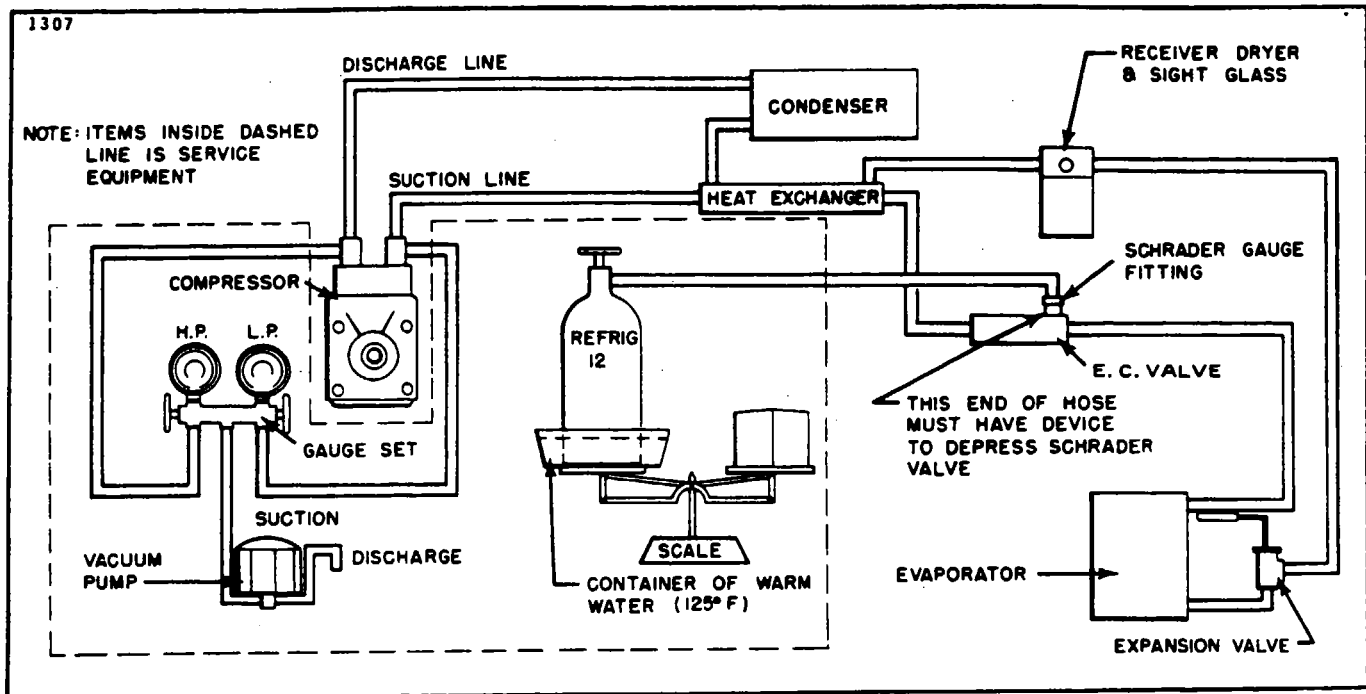 1307
DISCHARGE LINE
CONDENSER
RECEIVER DRYER
& SIGHT GLASS
NOTE: ITEMS INSIDE DASHED
LINE IS SERVICE
EQUIPMENT
SUCTION LINE
HEAT EXCHANGER
COMPRESSOR
SCHRADER GAUGE
FITTING
H.P.
L.P.
REFRIG
12
E.C. VALVE
GAUGE SET
THIS END OF HOSE
MUST HAVE DEVICE
TO DEPRESS SCHRADER
VALVE
SUCTION
VACUUM
PUMP
DISCHARGE
SCALE
CONTAINER OF WARM
WATER (125°F)
EVAPORATOR
EXPANSION VALVE